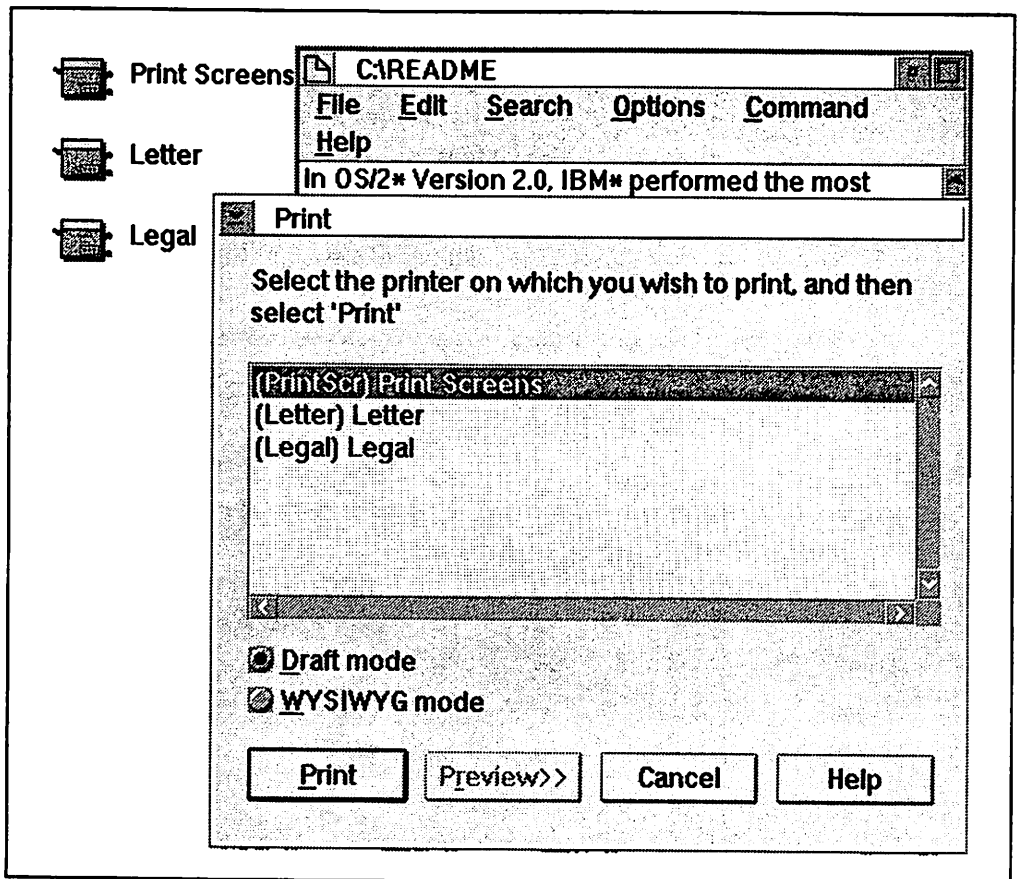 Print Screens
Letter
Legal
C:\README
File Edit Search Options Command
Help
In OS/2* Version 2.0, IBM* performed the most
Print
Select the printer on which you wish to print, and then
select 'Print'
(PrintScr) Print Screens
(Letter) Letter
(Legal) Legal
Draft mode
WYSIWYG mode
Print Preview>> Cancel Help